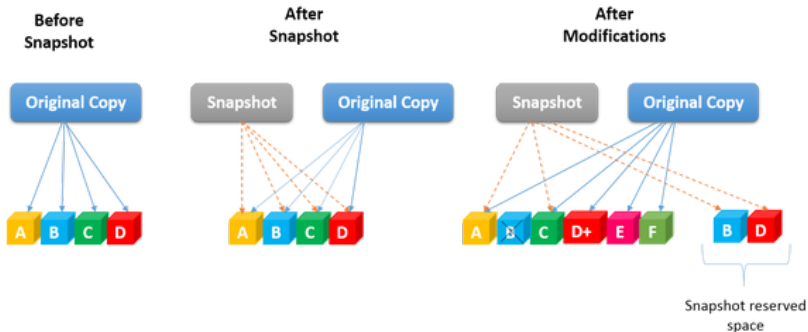 Before
Snapshot
After
Snapshot
After
Modifications
Original Copy
Snapshot
Original Copy
Snapshot
Original Copy
A B C D
A B C D
A B C D+ E F
B D
Snapshot reserved
space